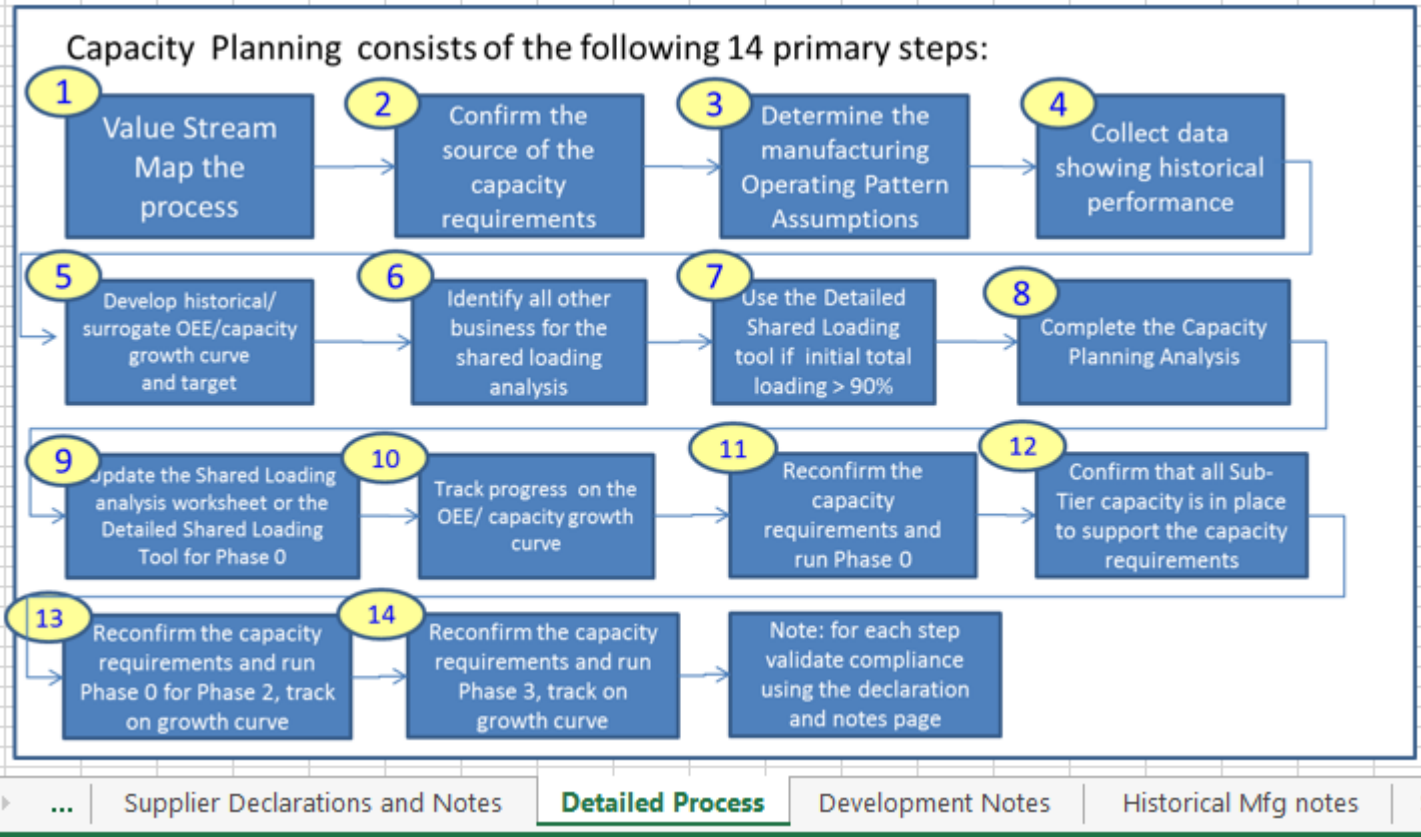 Capacity Planning consists of the following 14 primary steps:
1
Value Stream
Map the
process
2
Confirm the
source of the
capacity
requirements
3
Determine the
manufacturing
Operating Pattern
Assumptions
4
Collect data
showing historical
performance
5
Develop historical/
surrogate OEE/capacity
growth curve
and target
6
Identify all other
business for the
shared loading
analysis
7
Use the Detailed
Shared Loading
tool if initial total
loading > 90%
8
Complete the Capacity
Planning Analysis
9
Update the Shared Loading
analysis worksheet or the
Detailed Shared Loading
Tool for Phase 0
10
Track progress on the
OEE/ capacity growth
curve
11
Reconfirm the
capacity
requirements and
run Phase 0
12
Confirm that all Sub-
Tier capacity is in place
to support the capacity
requirements
13
Reconfirm the capacity
requirements and run
Phase 0 for Phase 2, track
on growth curve
14
Reconfirm the capacity
requirements and run
Phase 3, track on
growth curve
Note: for each step
validate compliance
using the declaration
and notes page
... Supplier Declarations and Notes Detailed Process Development Notes Historical Mfg notes